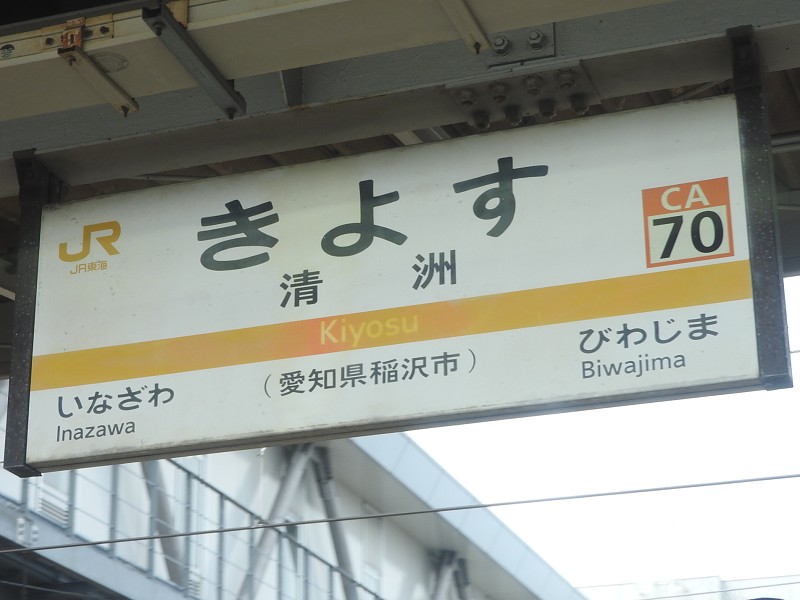 JR
JR東海
きよす
清洲
CA
70
Kiyosu
いなざわ
Inazawa
(愛知県稲沢市)
びわじま
Biwajima